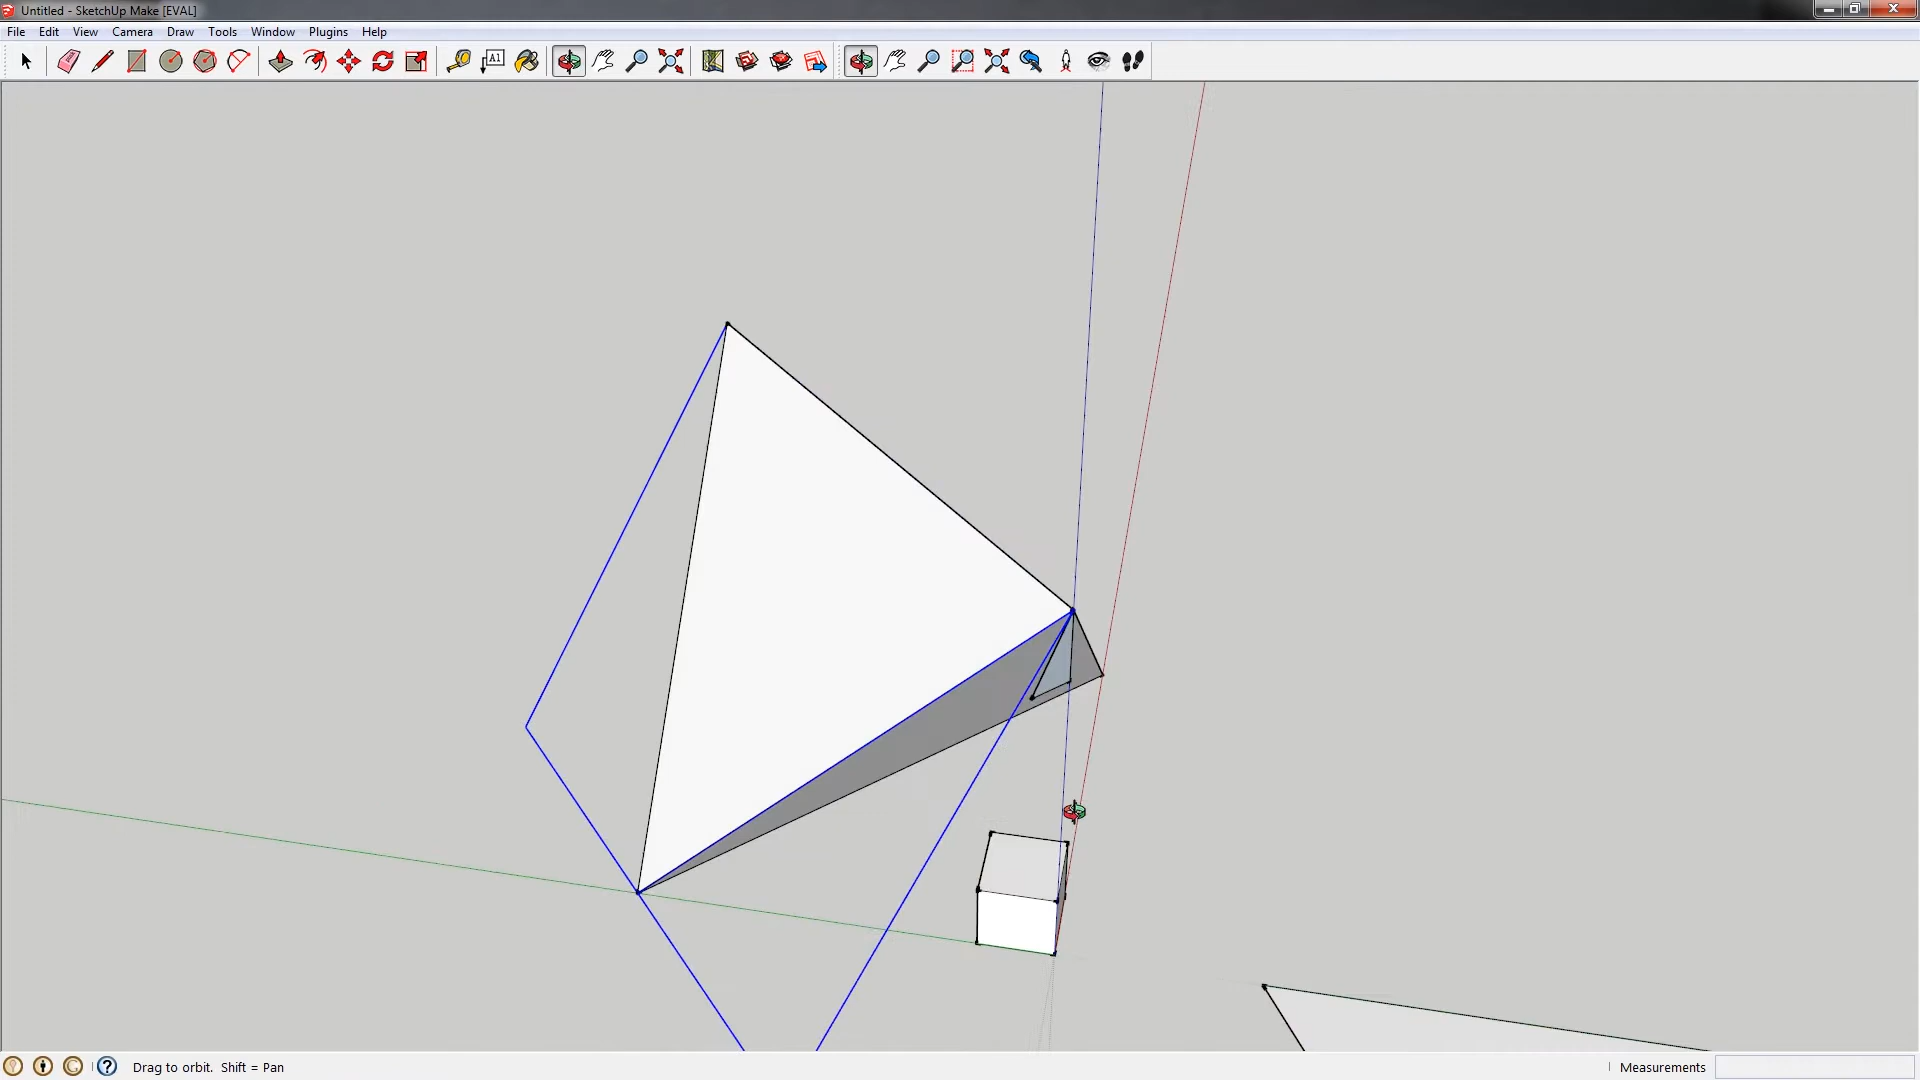 Untitled - SketchUp Make [EVAL]
File Edit View Camera Draw Tools Window Plugins Help
A1
Drag to orbit. Shift = Pan
Measurements